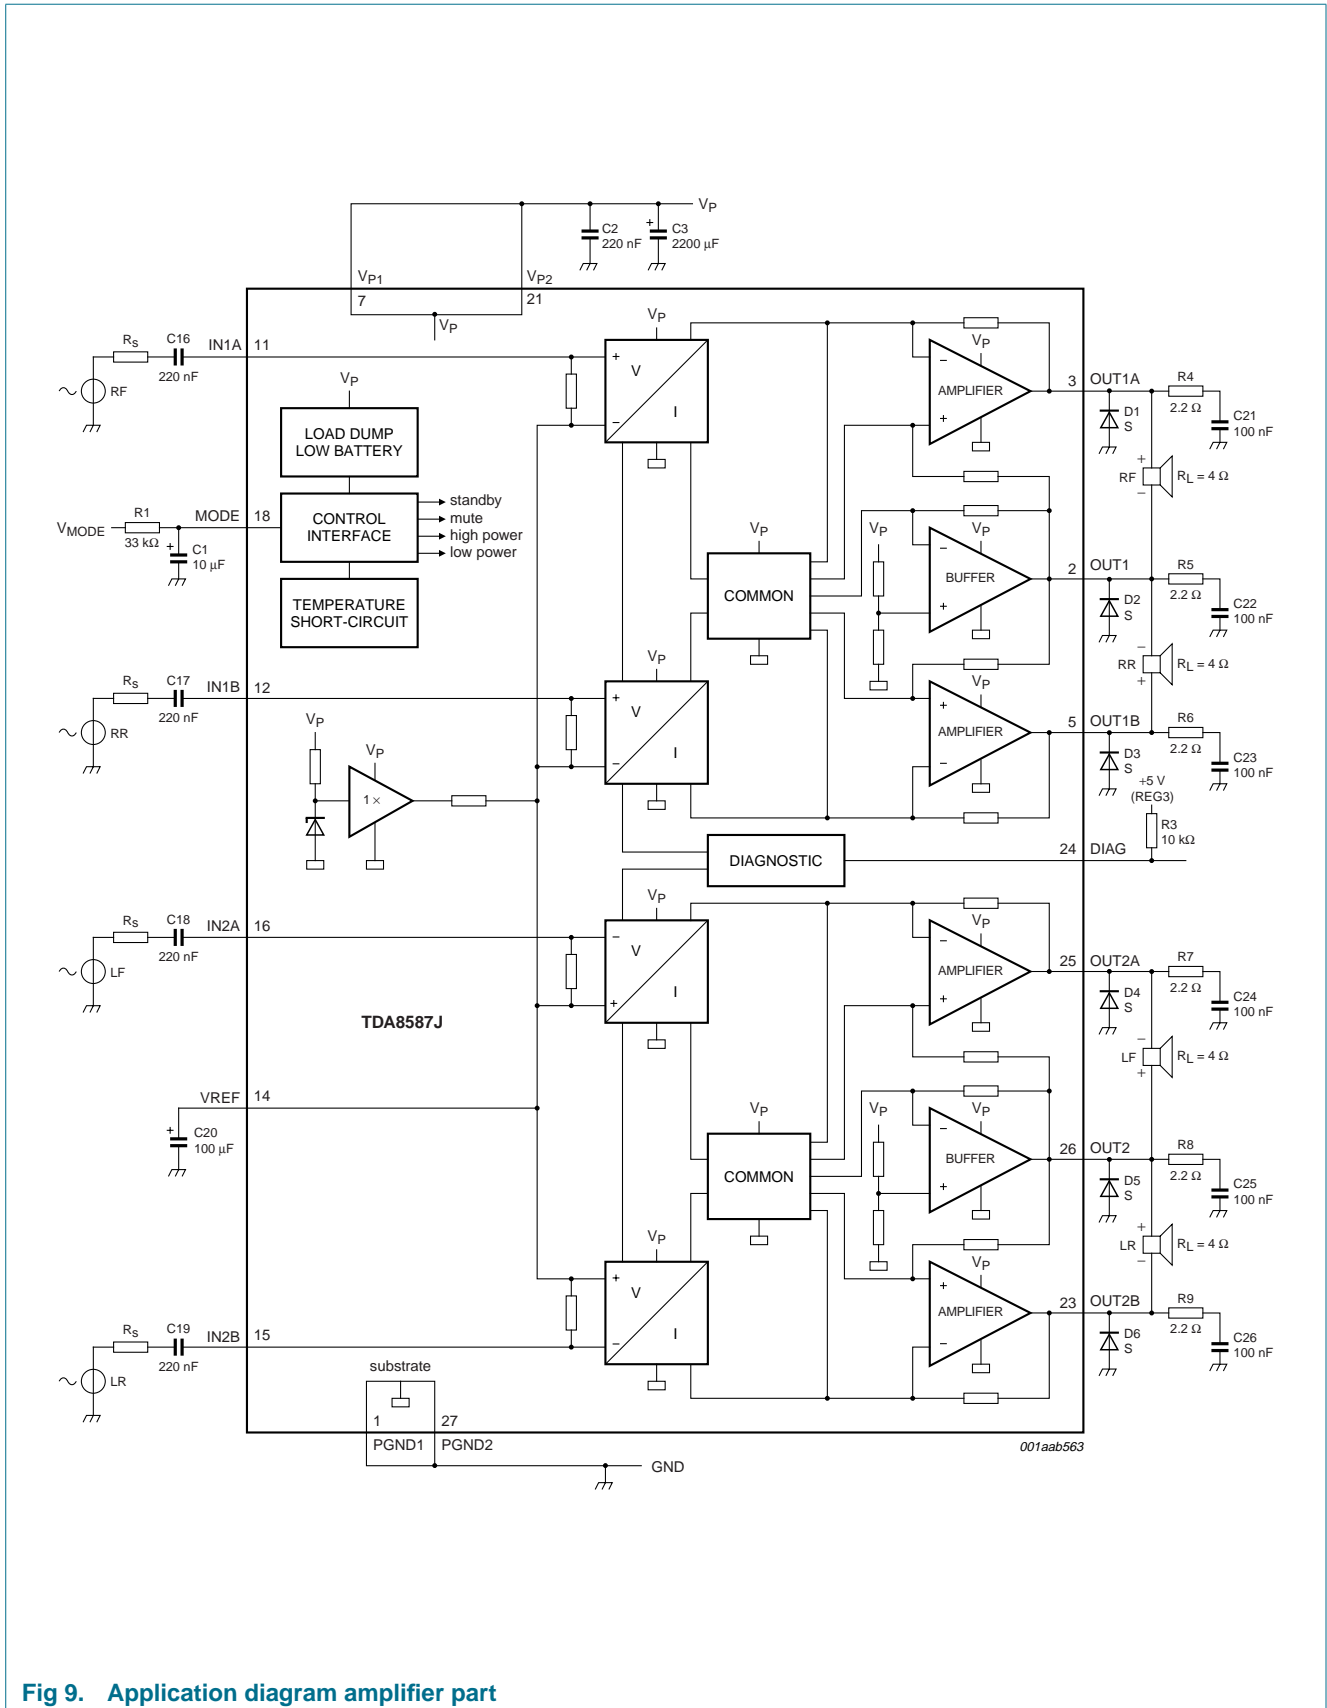 VP
C2
220 nF
+
C3
2200 μF
VP1
7
VP2
21
VP
RS
C16
220 nF
IN1A
11
RF
VP
LOAD DUMP
LOW BATTERY
VMODE
R1
33 kΩ
MODE
18
+
C1
10 μF
CONTROL
INTERFACE
standby
mute
high power
low power
TEMPERATURE
SHORT-CIRCUIT
VP
+
V
−
I
VP
−
AMPLIFIER
+
3
OUT1A
R4
2.2 Ω
D1
S
C21
100 nF
+
RF
−
RL = 4 Ω
VP
COMMON
VP
VP
−
BUFFER
+
2
OUT1
R5
2.2 Ω
D2
S
C22
100 nF
−
RR
+
RL = 4 Ω
RS
C17
220 nF
IN1B
12
RR
VP
+
V
−
I
VP
+
AMPLIFIER
−
5
OUT1B
R6
2.2 Ω
D3
S
C23
100 nF
VP
VP
1 ×
+5 V
(REG3)
R3
10 kΩ
DIAGNOSTIC
24
DIAG
RS
C18
220 nF
IN2A
16
LF
VP
−
V
+
I
TDA8587J
VP
−
AMPLIFIER
+
25
OUT2A
R7
2.2 Ω
D4
S
C24
100 nF
−
LF
+
RL = 4 Ω
VREF
14
+
C20
100 μF
VP
COMMON
VP
VP
−
BUFFER
+
26
OUT2
R8
2.2 Ω
D5
S
C25
100 nF
+
LR
−
RL = 4 Ω
RS
C19
220 nF
IN2B
15
LR
VP
+
V
−
I
VP
+
AMPLIFIER
−
23
OUT2B
R9
2.2 Ω
D6
S
C26
100 nF
substrate
1
27
PGND1
PGND2
GND
001aab563
Fig 9. Application diagram amplifier part